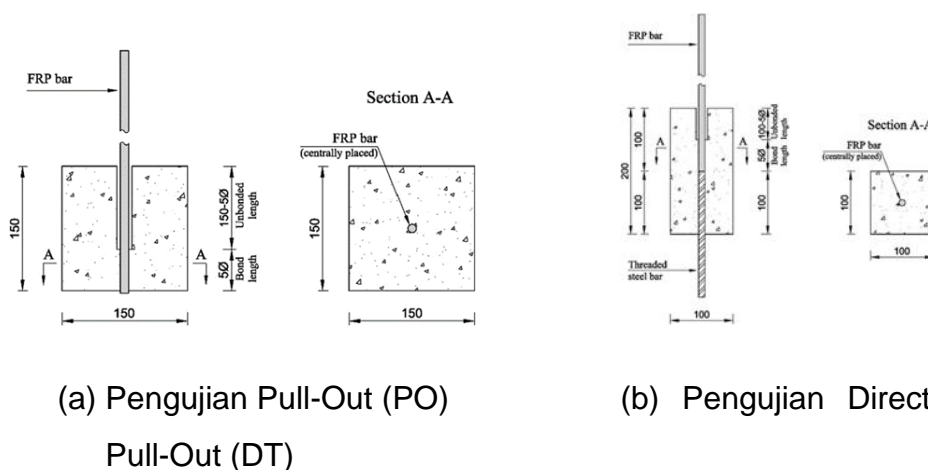 FRP bar
Section A-A
FRP bar
(centrally placed)
150
A
A
150-5Ø
Unbonded
length
5Ø
Bond
length
150
150
150
(a) Pengujian Pull-Out (PO)
Pull-Out (DT)
FRP bar
Section A-A
FRP bar
(centrally placed)
200
100
100
A
A
100-5Ø
Unbonded
length
5Ø
Bond
length
100
100
100
Threaded
steel bar
100
(b) Pengujian Direct